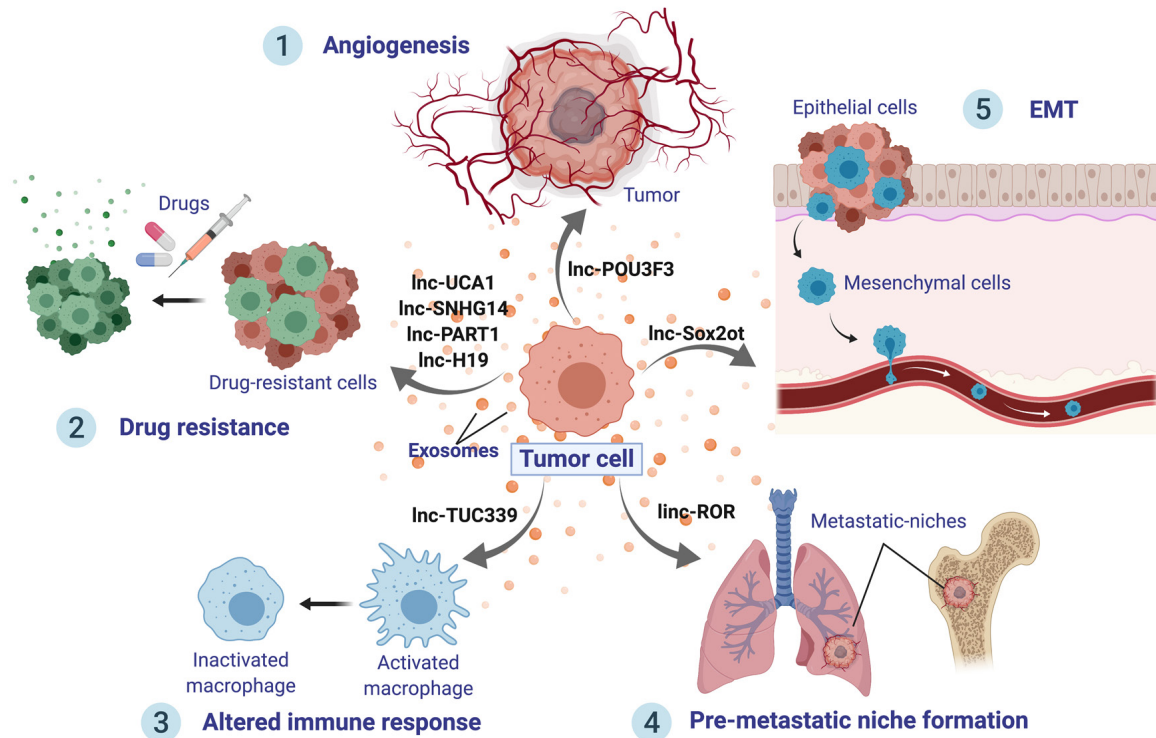 1 Angiogenesis
Tumor
lnc-POU3F3
Drugs
lnc-UCA1
lnc-SNHG14
lnc-PART1
lnc-H19
Drug-resistant cells
2 Drug resistance
Exosomes
Tumor cell
lnc-Sox2ot
Epithelial cells
5 EMT
Mesenchymal cells
lnc-TUC339
Inactivated
macrophage
Activated
macrophage
3 Altered immune response
linc-ROR
Metastatic-niches
4 Pre-metastatic niche formation